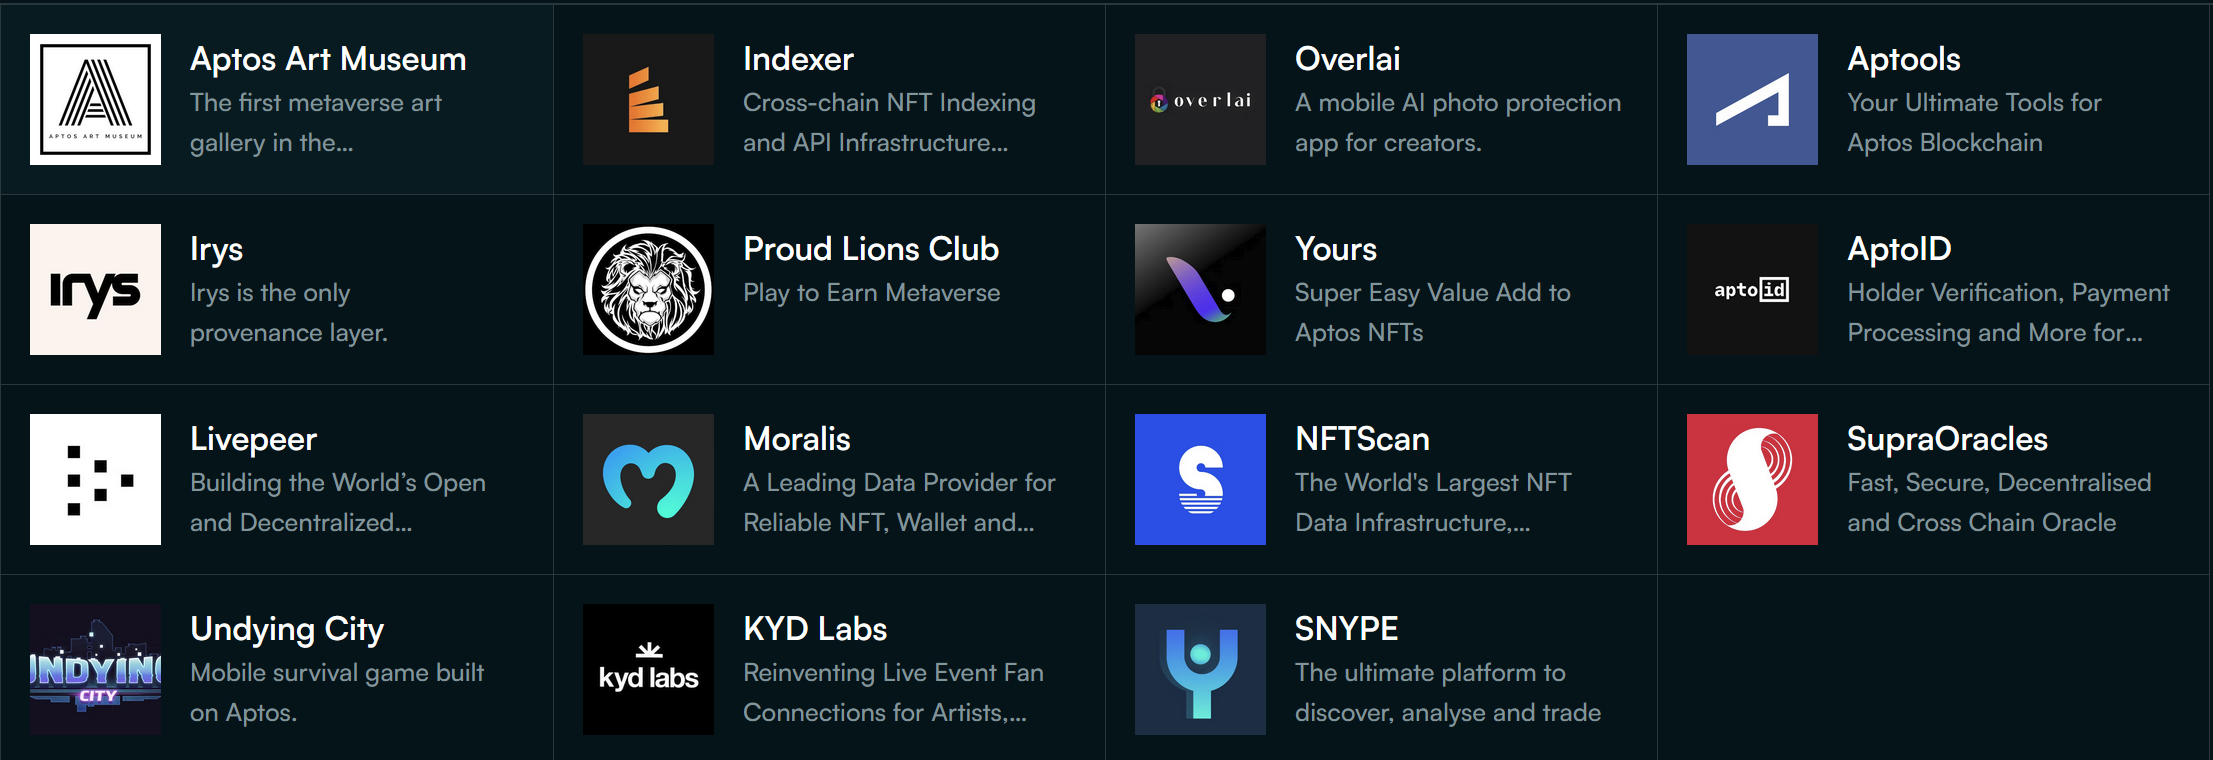 APTOS ART MUSEUM
Aptos Art Museum
The first metaverse art
gallery in the...
Indexer
Cross-chain NFT Indexing
and API Infrastructure...
overlai
Overlai
A mobile AI photo protection
app for creators.
Aptools
Your Ultimate Tools for
Aptos Blockchain
Irys
Irys
Irys is the only
provenance layer.
Proud Lions Club
Play to Earn Metaverse
Yours
Super Easy Value Add to
Aptos NFTs
aptoid
AptoID
Holder Verification, Payment
Processing and More for...
Livepeer
Building the World’s Open
and Decentralized...
Moralis
A Leading Data Provider for
Reliable NFT, Wallet and...
NFTScan
The World's Largest NFT
Data Infrastructure,...
SupraOracles
Fast, Secure, Decentralised
and Cross Chain Oracle
UNDYING
CITY
Undying City
Mobile survival game built
on Aptos.
kyd labs
KYD Labs
Reinventing Live Event Fan
Connections for Artists,...
SNYPE
The ultimate platform to
discover, analyse and trade